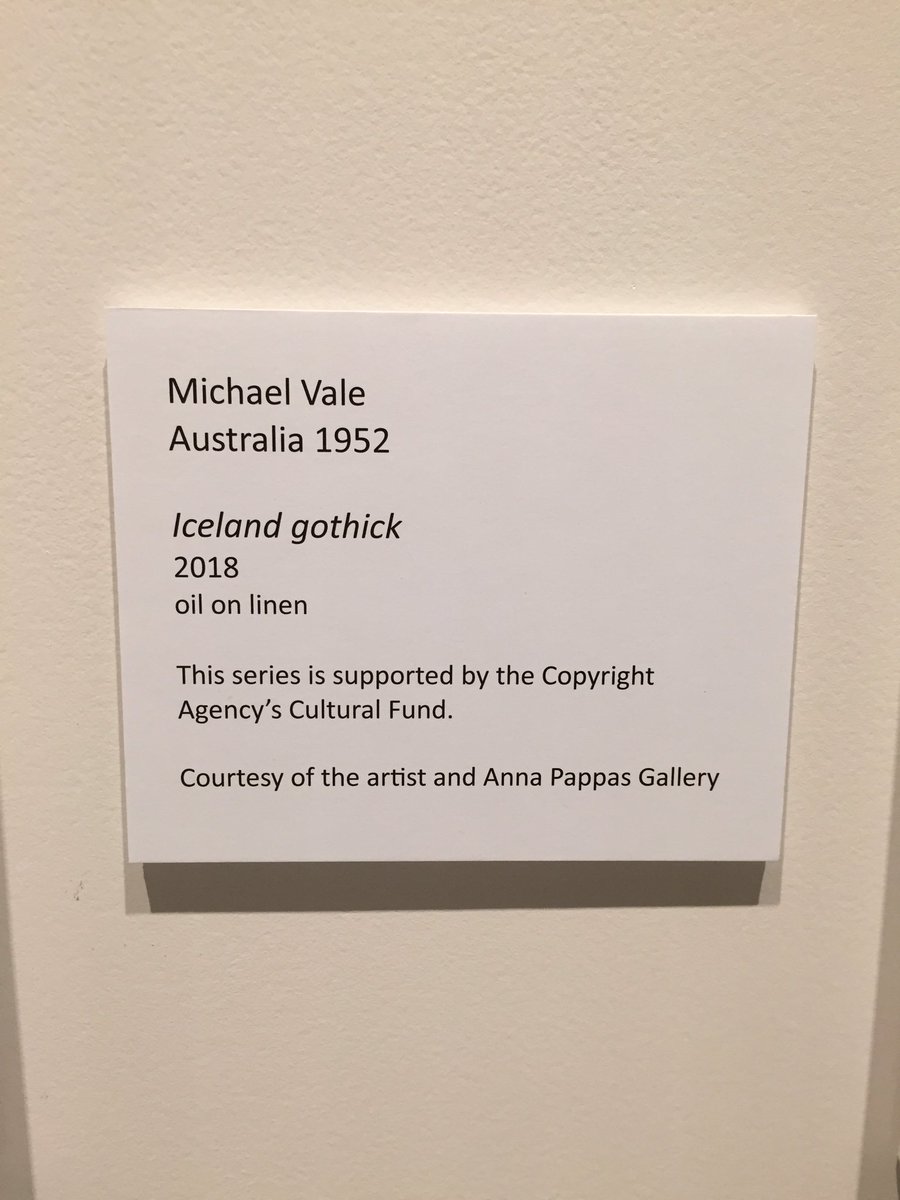 Michael Vale
Australia 1952
Iceland gothick
2018
oil on linen
This series is supported by the Copyright
Agency’s Cultural Fund.
Courtesy of the artist and Anna Pappas Gallery